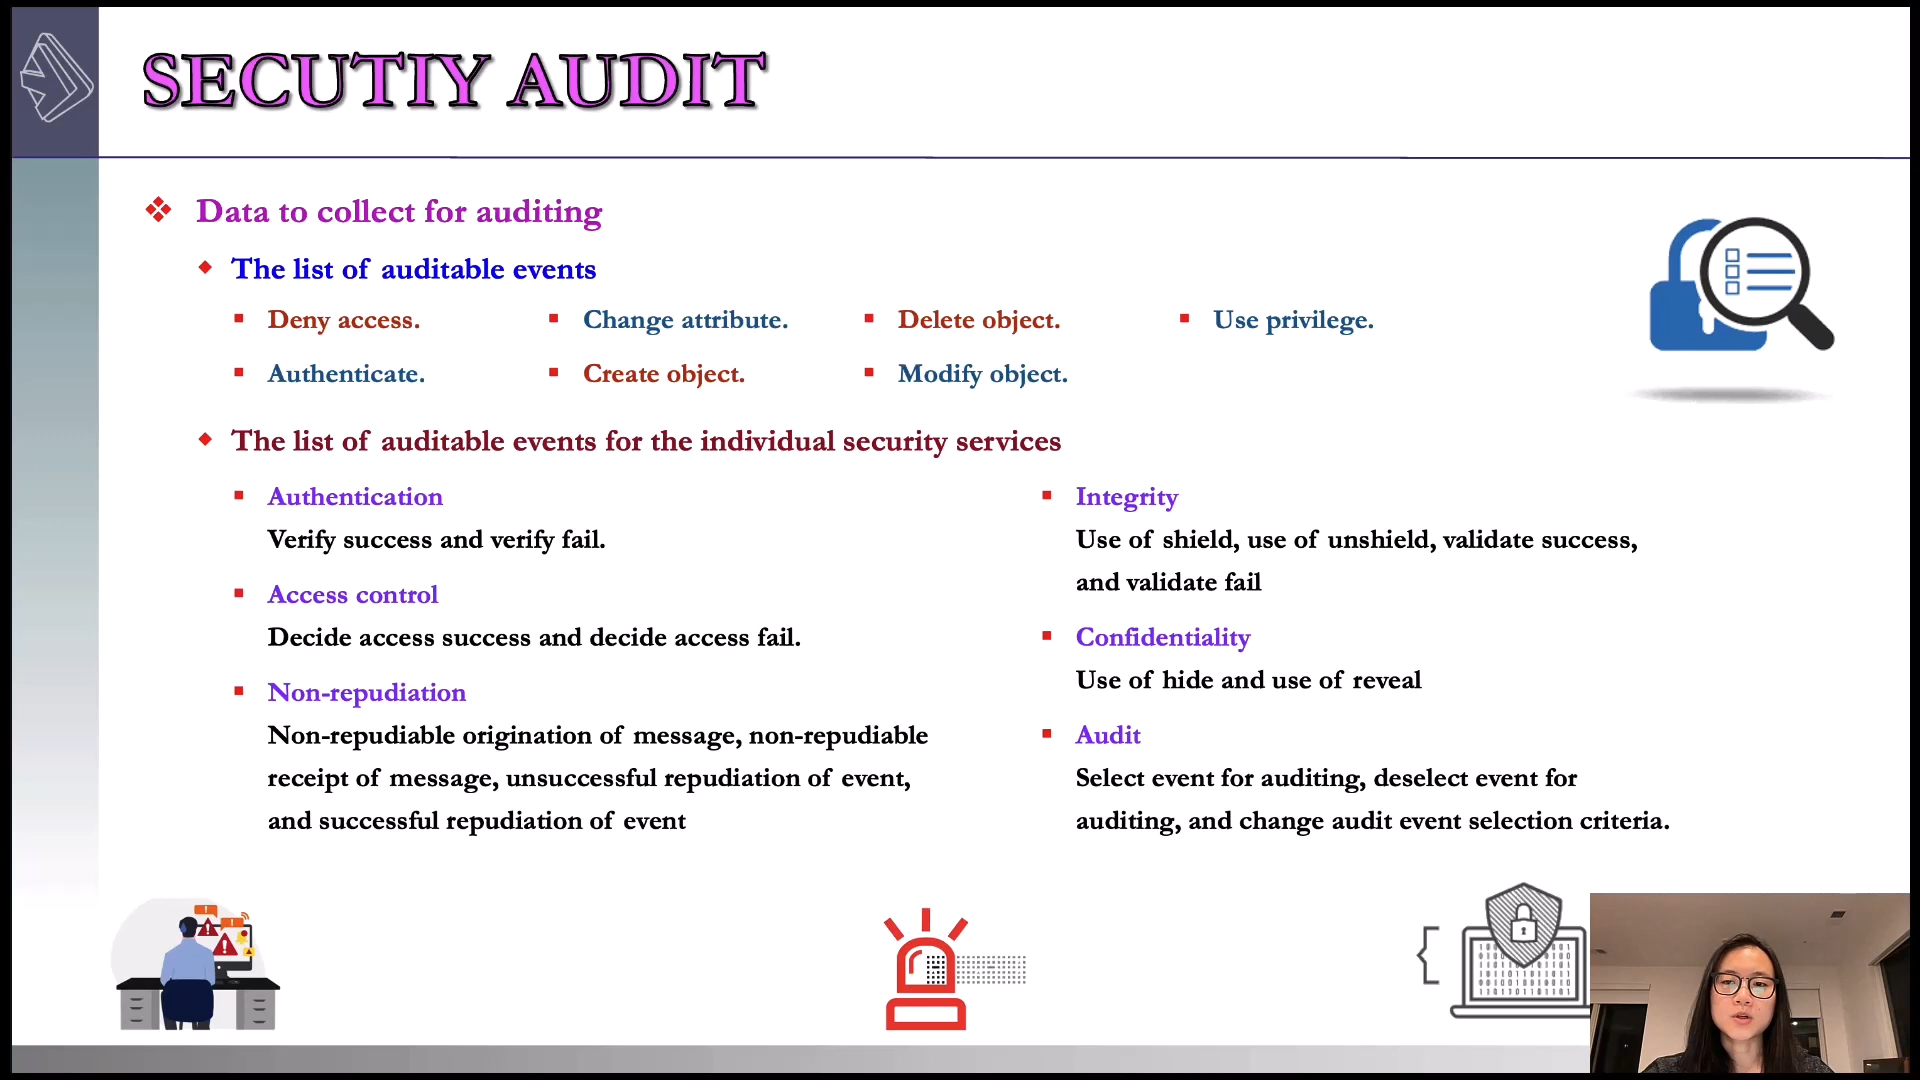 SECUTIY AUDIT
Data to collect for auditing
The list of auditable events
Deny access. Change attribute. Delete object. Use privilege.
Authenticate. Create object. Modify object.
The list of auditable events for the individual security services
Authentication
Verify success and verify fail.
Access control
Decide access success and decide access fail.
Non-repudiation
Non-repudiable origination of message, non-repudiable
receipt of message, unsuccessful repudiation of event,
and successful repudiation of event
Integrity
Use of shield, use of unshield, validate success,
and validate fail
Confidentiality
Use of hide and use of reveal
Audit
Select event for auditing, deselect event for
auditing, and change audit event selection criteria.